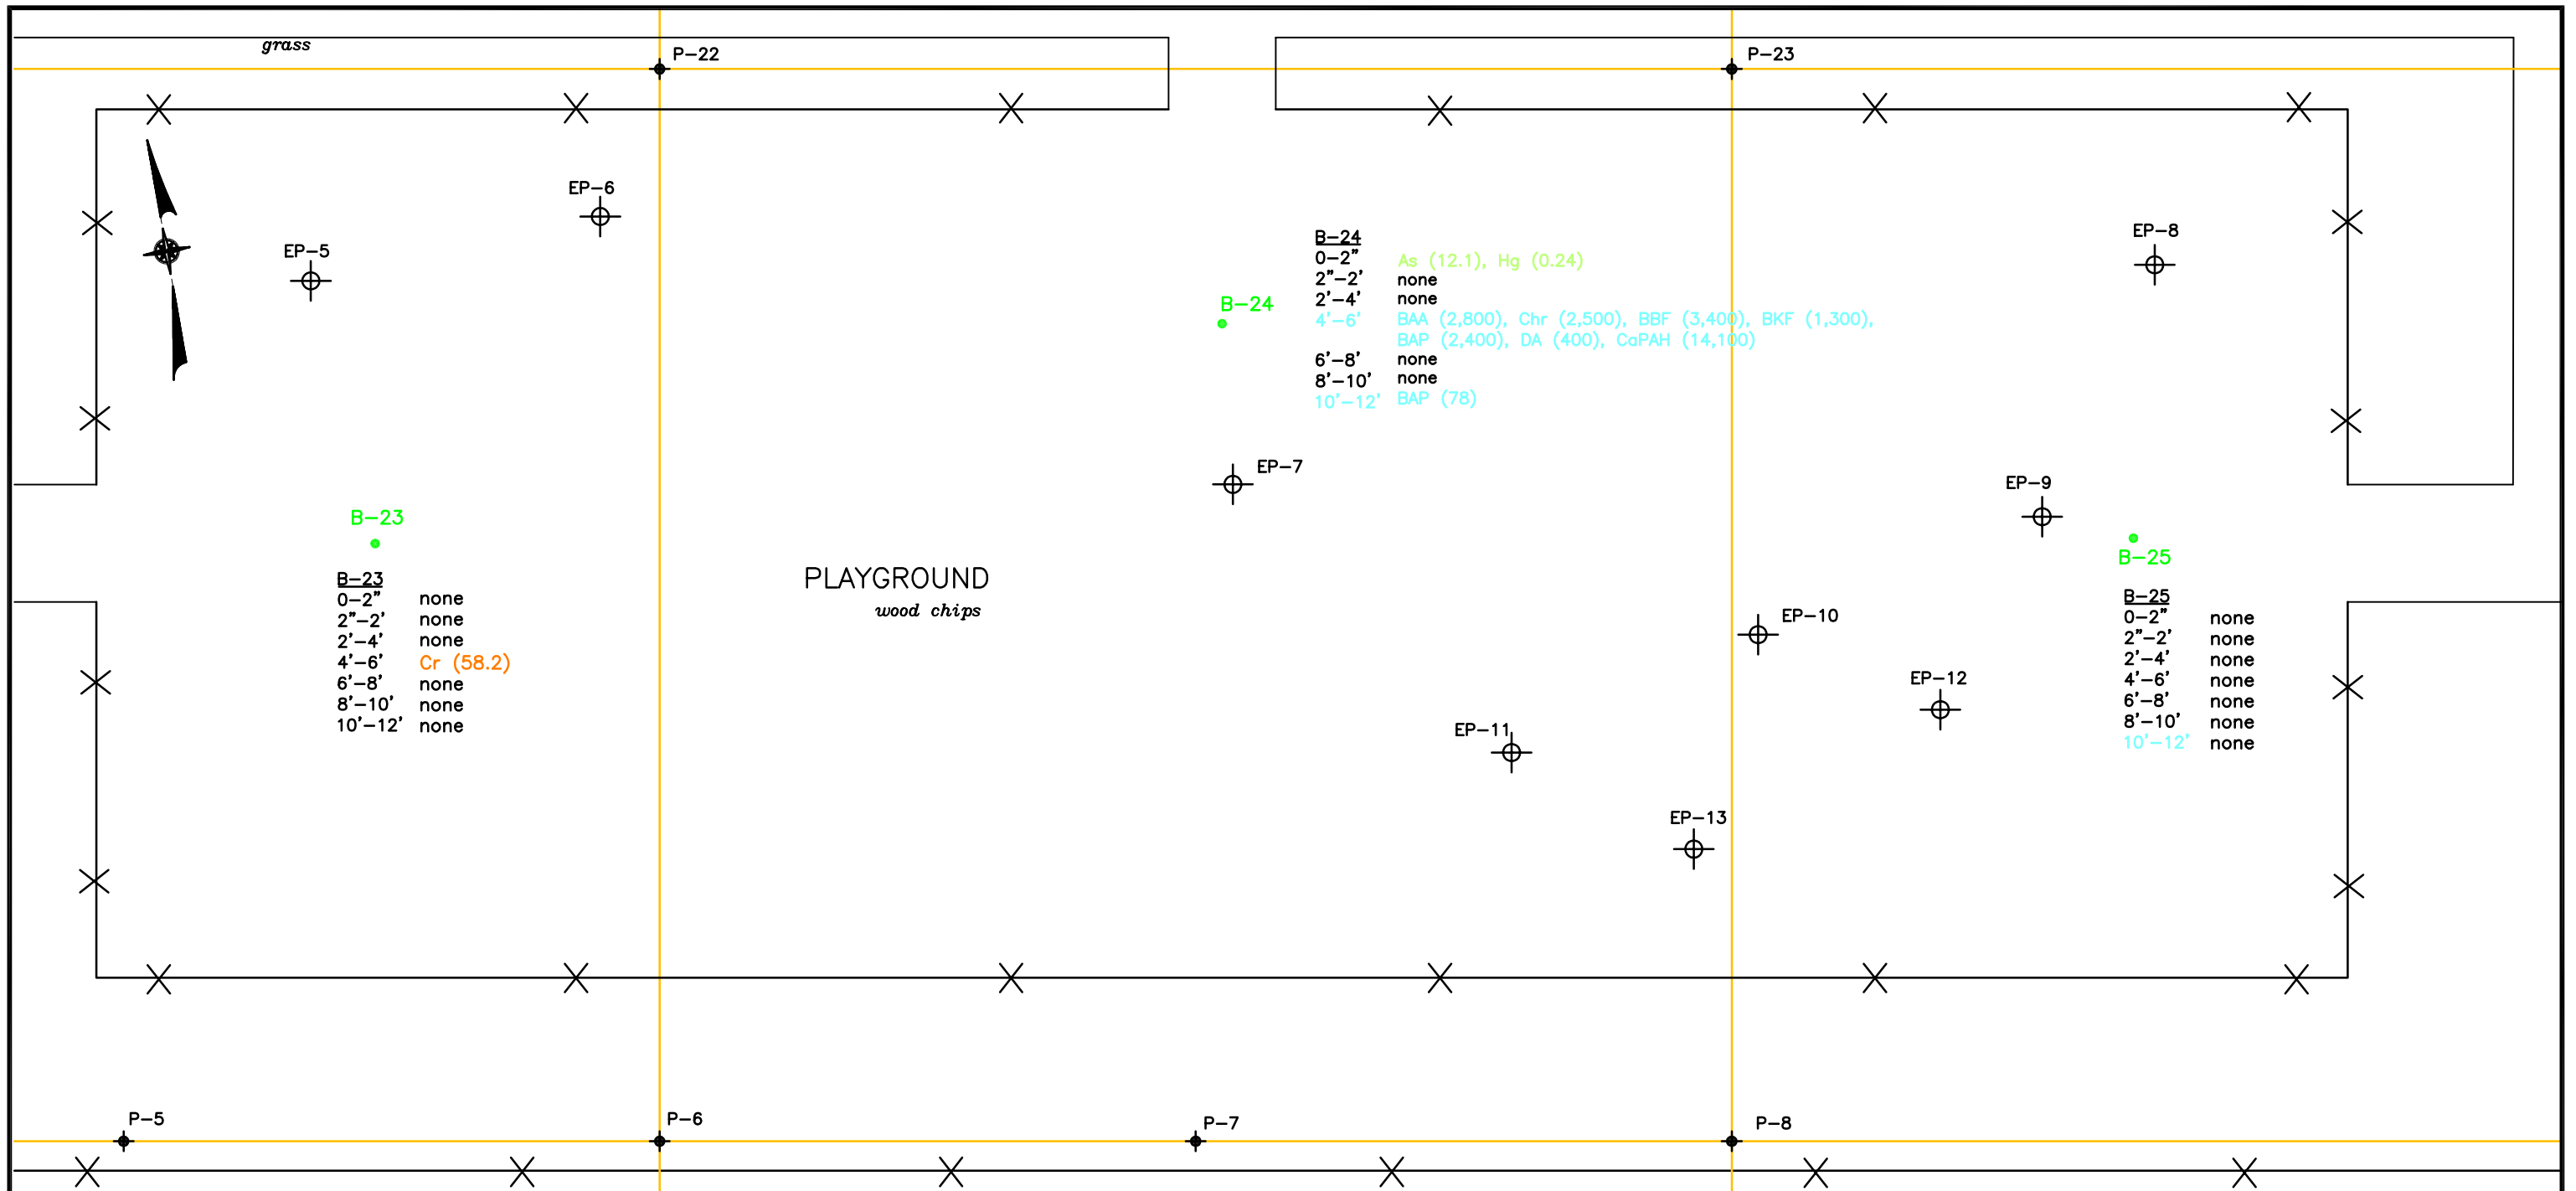 grass
P-22
P-23
EP-6
EP-5
EP-8
B-24
0-2" As (12.1), Hg (0.24)
2"-2' none
2'-4' none
4'-6' BAA (2,800), Chr (2,500), BBF (3,400), BKF (1,300),
BAP (2,400), DA (400), CaPAH (14,100)
6'-8' none
8'-10' none
10'-12' BAP (78)
B-24
EP-7
EP-9
B-23
B-25
PLAYGROUND
wood chips
B-23
0-2" none
2"-2' none
2'-4' none
4'-6' Cr (58.2)
6'-8' none
8'-10' none
10'-12' none
B-25
0-2" none
2"-2' none
2'-4' none
4'-6' none
6'-8' none
8'-10' none
10'-12' none
EP-10
EP-12
EP-11
EP-13
P-5
P-6
P-7
P-8